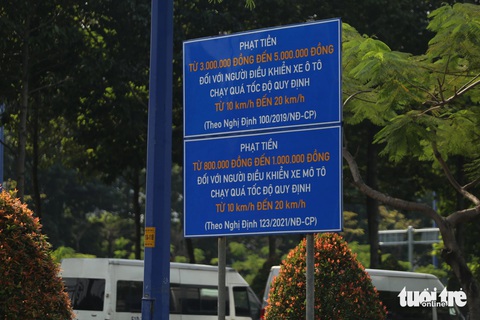 PHẠT TIỀN
TỪ 3.000.000 ĐỒNG ĐẾN 5.000.000 ĐỒNG
ĐỐI VỚI NGƯỜI ĐIỀU KHIỂN XE Ô TÔ
CHẠY QUÁ TỐC ĐỘ QUY ĐỊNH
TỪ 10 km/h ĐẾN 20 km/h
(Theo Nghị Định 100/2019/NĐ-CP)
PHẠT TIỀN
TỪ 800.000 ĐỒNG ĐẾN 1.000.000 ĐỒNG
ĐỐI VỚI NGƯỜI ĐIỀU KHIỂN XE MÔ TÔ
CHẠY QUÁ TỐC ĐỘ QUY ĐỊNH
TỪ 10 km/h ĐẾN 20 km/h
(Theo Nghị Định 123/2021/NĐ-CP)
tuổi trẻ
online